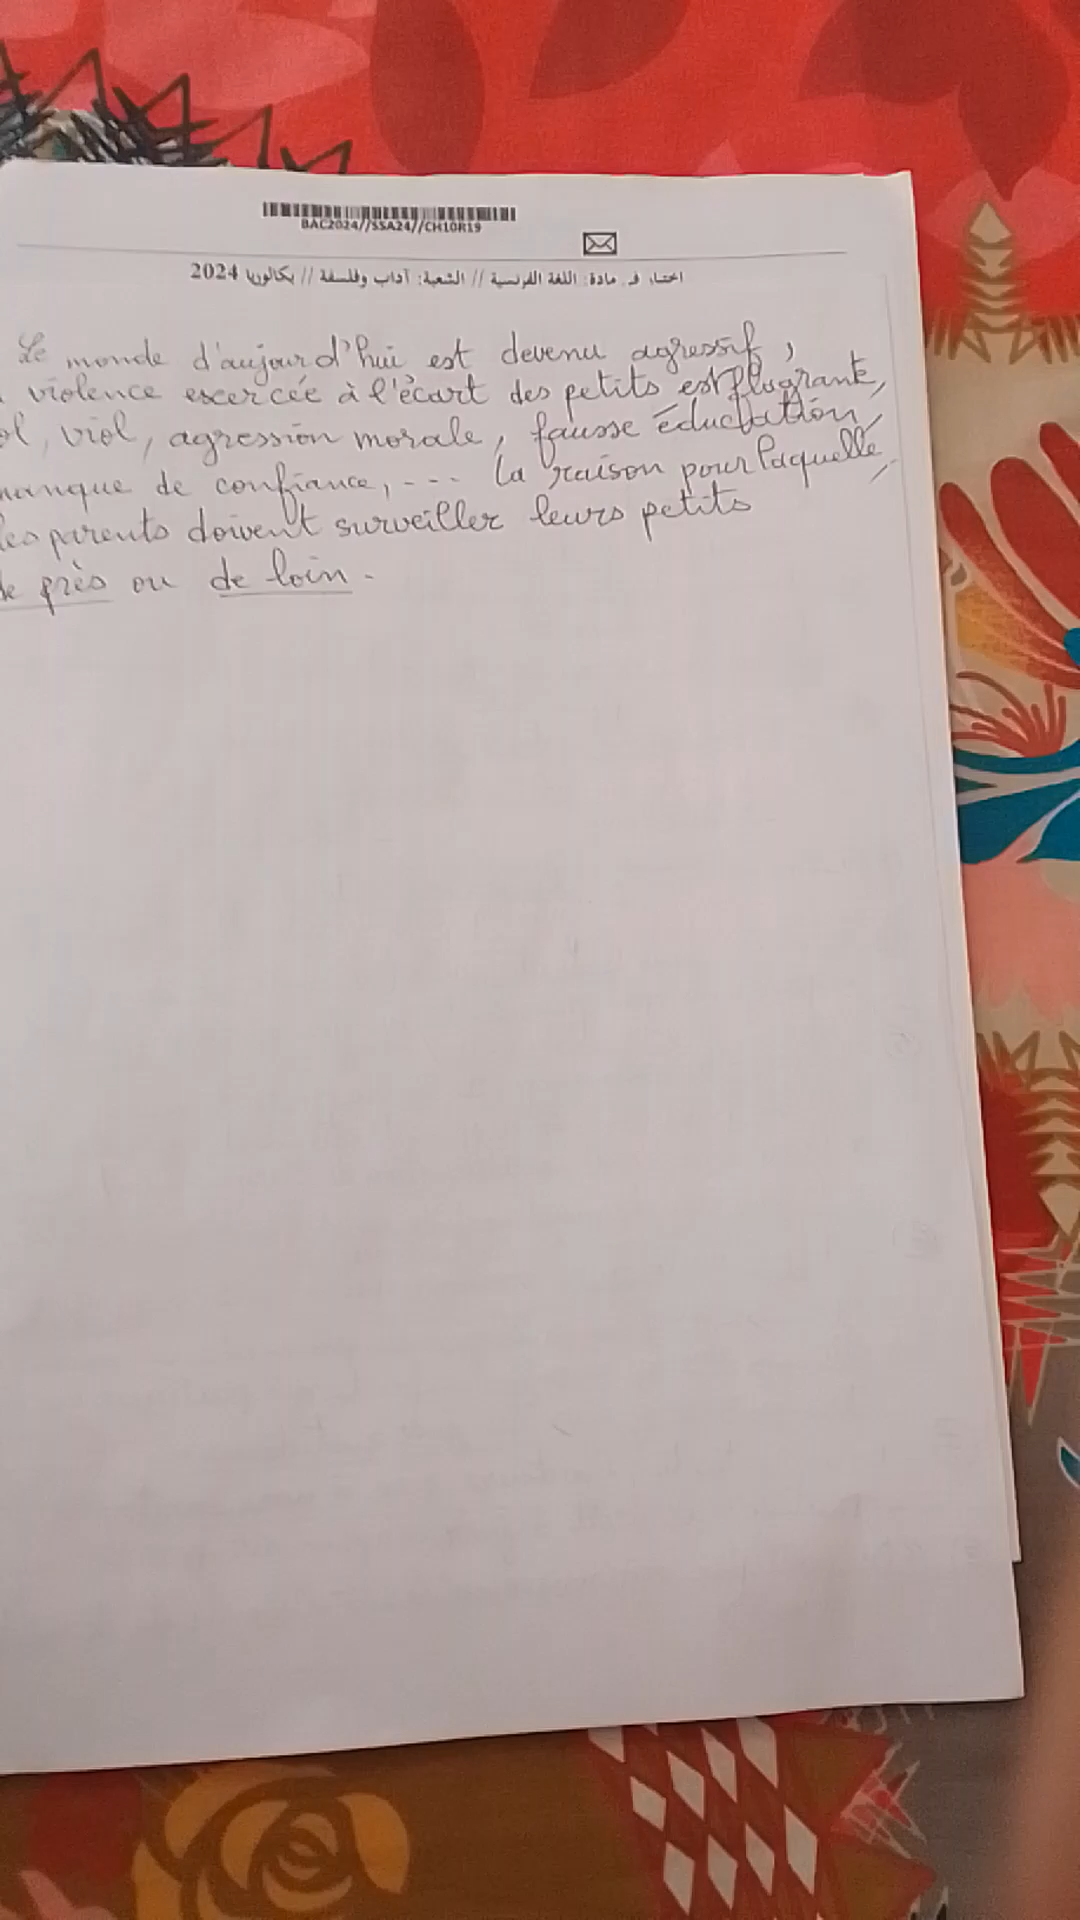 BAC2024//SSA24//CH10R19
اختبار في مادة: اللغة الفرنسية // الشعبة: آداب وفلسفة // بكالوريا 2024
Le monde d'aujourd'hui est devenu agressif,
violence excercée à l'écart des petits est flagrante,
ol, viol, agression morale, fausse éducation,
manque de confiance, --- la raison pour laquelle,
les parents doivent surveiller leurs petits
de près ou de loin.